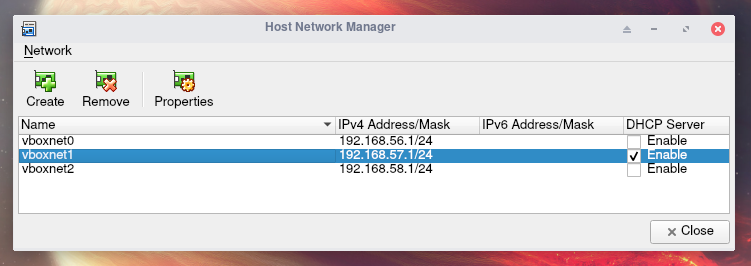 Host Network Manager
Network
Create Remove Properties
Name IPv4 Address/Mask IPv6 Address/Mask DHCP Server
vboxnet0 192.168.56.1/24 Enable
vboxnet1 192.168.57.1/24 Enable
vboxnet2 192.168.58.1/24 Enable
Close